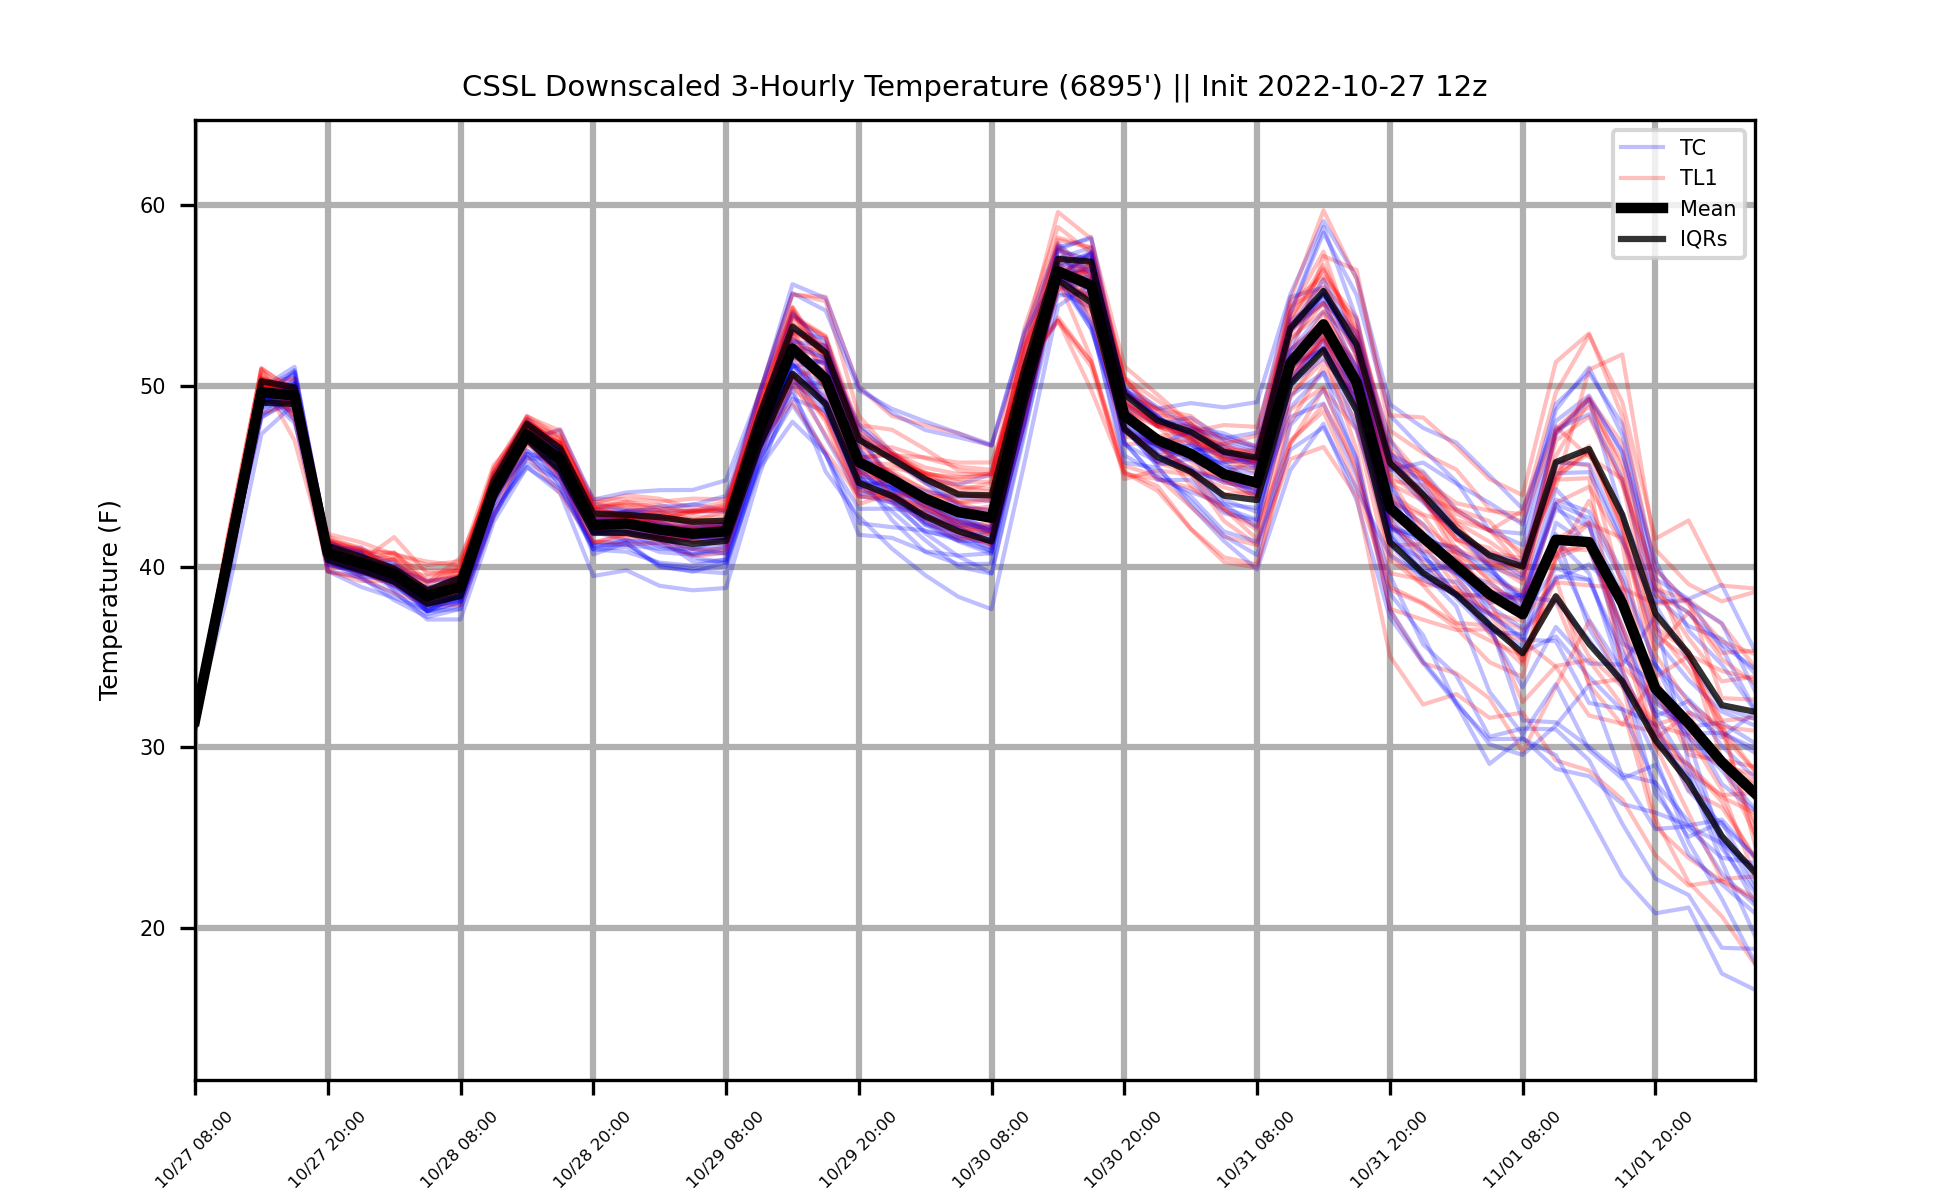 CSSL Downscaled 3-Hourly Temperature (6895') || Init 2022-10-27 12z
TC
TL1
Mean
IQRs
Temperature (F)
60
50
40
30
20
10/27 08:00
10/27 20:00
10/28 08:00
10/28 20:00
10/29 08:00
10/29 20:00
10/30 08:00
10/30 20:00
10/31 08:00
10/31 20:00
11/01 08:00
11/01 20:00